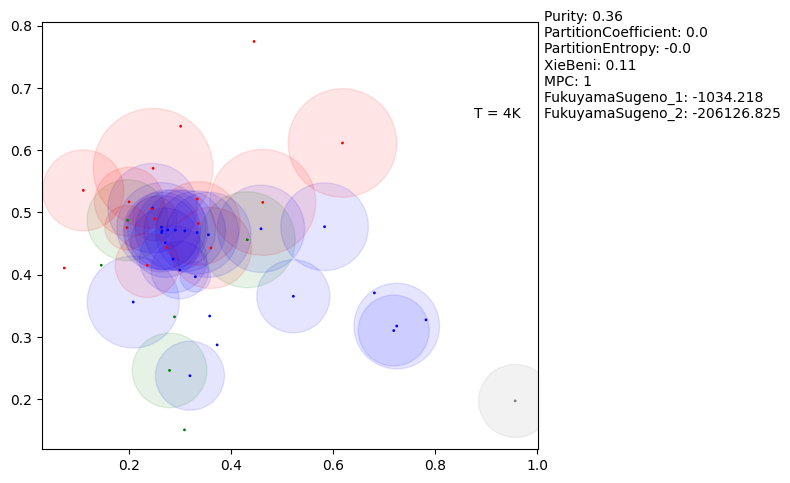 Purity: 0.36
PartitionCoefficient: 0.0
PartitionEntropy: -0.0
XieBeni: 0.11
MPC: 1
FukuyamaSugeno_1: -1034.218
FukuyamaSugeno_2: -206126.825
T = 4K
0.8
0.7
0.6
0.5
0.4
0.3
0.2
0.2 0.4 0.6 0.8 1.0